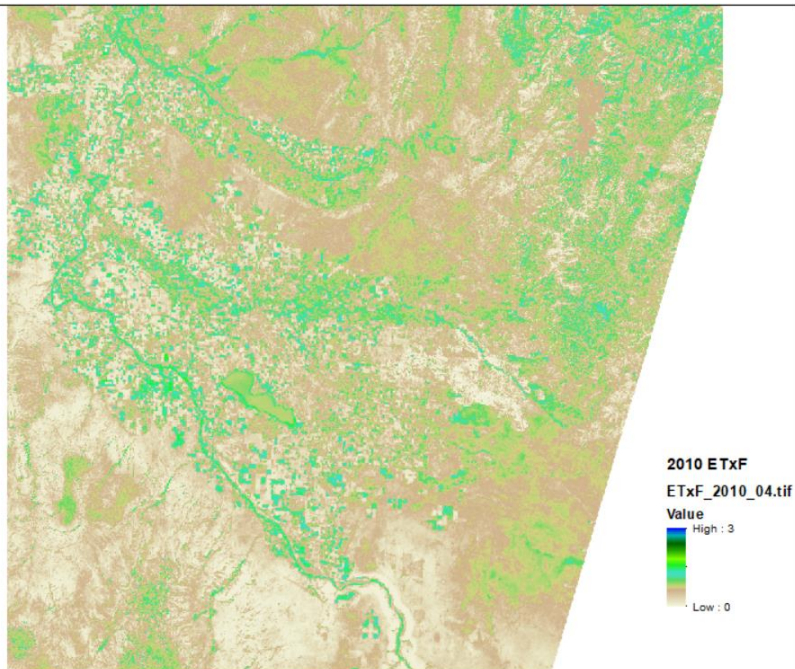 2010 ETxF
ETxF_2010_04.tif
Value
High : 3
Low : 0